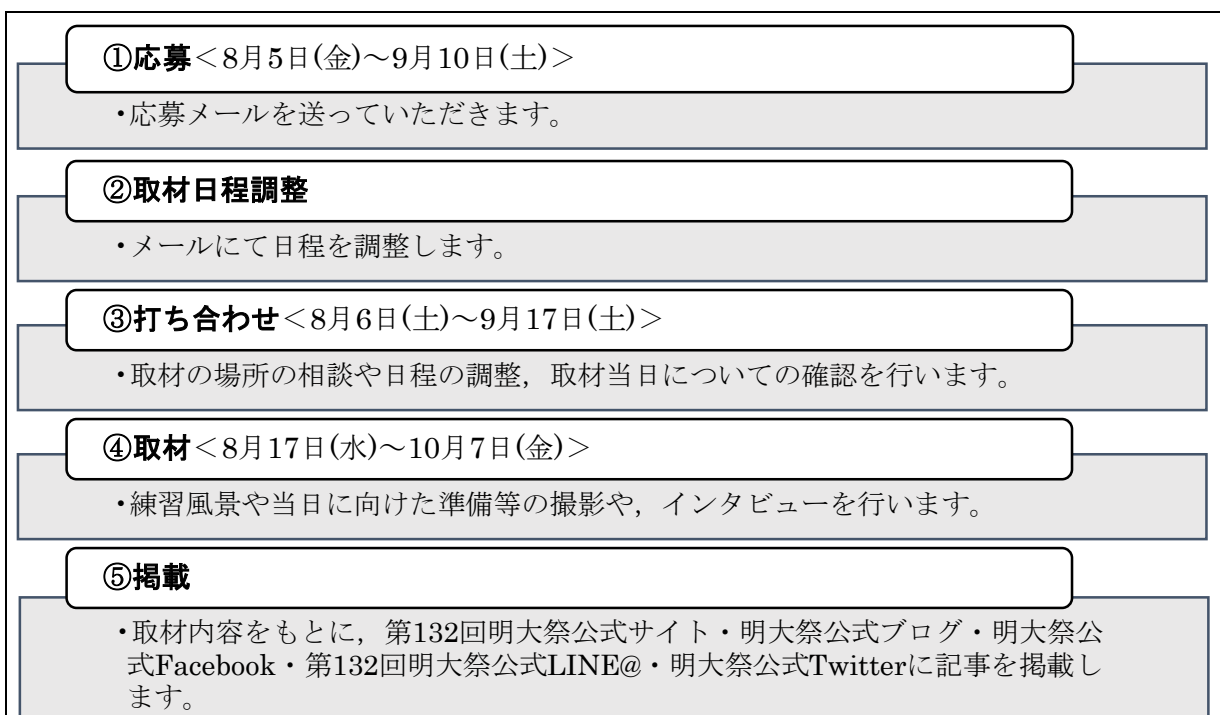 ①応募＜8月5日(金)～9月10日(土)＞
・応募メールを送っていただきます。
②取材日程調整
・メールにて日程を調整します。
③打ち合わせ＜8月6日(土)～9月17日(土)＞
・取材の場所の相談や日程の調整，取材当日についての確認を行います。
④取材＜8月17日(水)～10月7日(金)＞
・練習風景や当日に向けた準備等の撮影や，インタビューを行います。
⑤掲載
・取材内容をもとに，第132回明大祭公式サイト・明大祭公式ブログ・明大祭公
式Facebook・第132回明大祭公式LINE@・明大祭公式Twitterに記事を掲載し
ます。